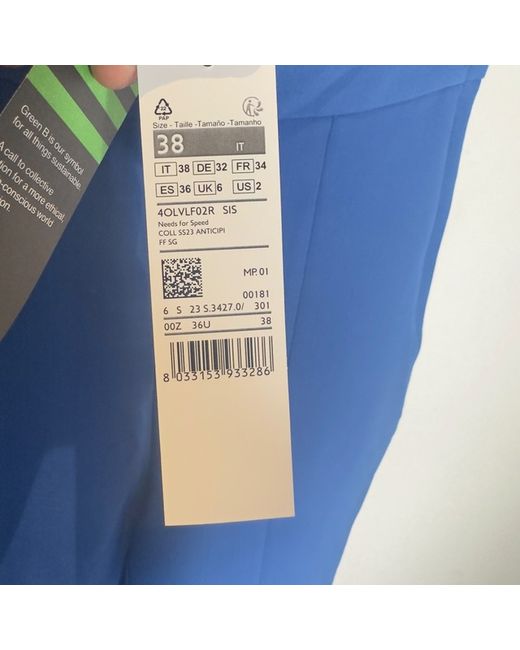 Green B is our symbol
for all things sustainable.
A call to collective
for a more ethical,
-conscious world
22
PAP
Size - Taille -Tamaño -Tamanho
38 IT
IT 38 DE 32 FR 34
ES 36 UK 6 US 2
4OLVLF02R SIS
Needs for Speed
COLL SS23 ANTICIPI
FF SG
MP. 01
00181
6 S 23 S.3427.0/ 301
00Z 36U 38
8 033153 933286